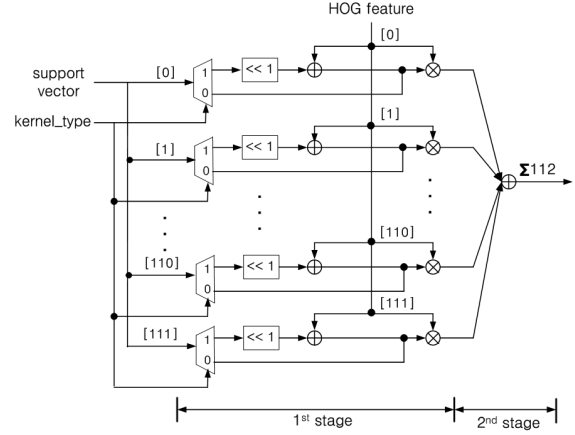 HOG feature
[0]
support
vector
[0]
1
0
<< 1
kernel_type
[1]
[1]
1
0
<< 1
Σ112
[110]
[110]
1
0
<< 1
[111]
[111]
1
0
<< 1
1st stage
2nd stage